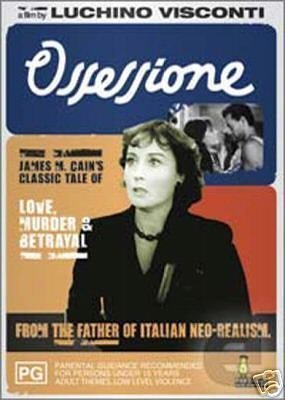 a film by LUCHINO VISCONTI
Ossessione
JAMES M. CAIN'S
CLASSIC TALE OF
LOVE,
MURDER &
BETRAYAL
FROM THE FATHER OF ITALIAN NEO-REALISM.
PG
PARENTAL GUIDANCE RECOMMENDED
FOR PERSONS UNDER 15 YEARS
ADULT THEMES, LOW LEVEL VIOLENCE